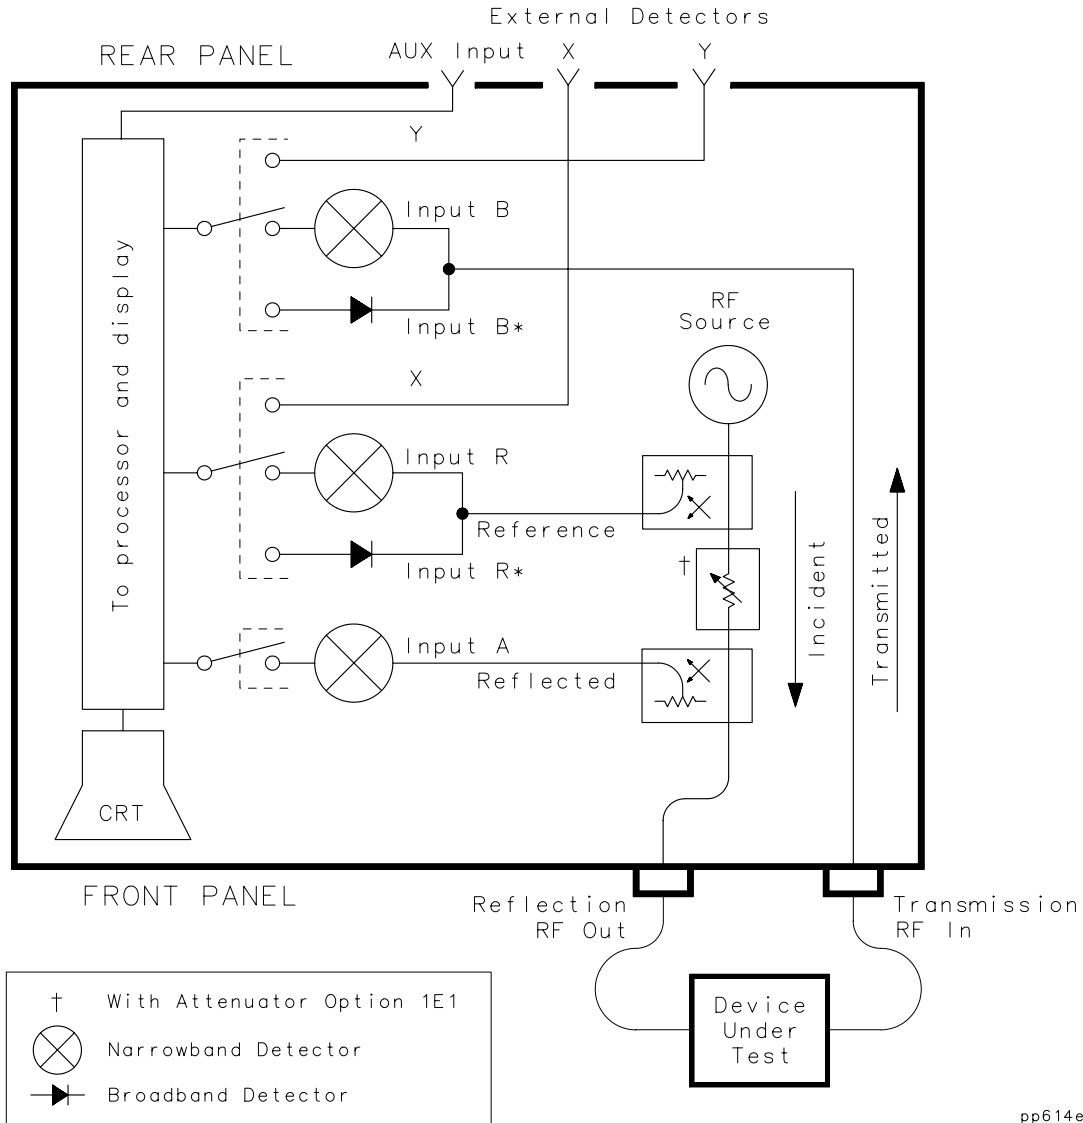 External Detectors
REAR PANEL
AUX Input
X
Y
Y
Input B
Input B*
RF
Source
To processor and display
X
Input R
Reference
Input R*
†
Incident
Transmitted
Input A
Reflected
CRT
FRONT PANEL
Reflection
RF Out
Transmission
RF In
Device
Under
Test
† With Attenuator Option 1E1
Narrowband Detector
Broadband Detector
pp614e